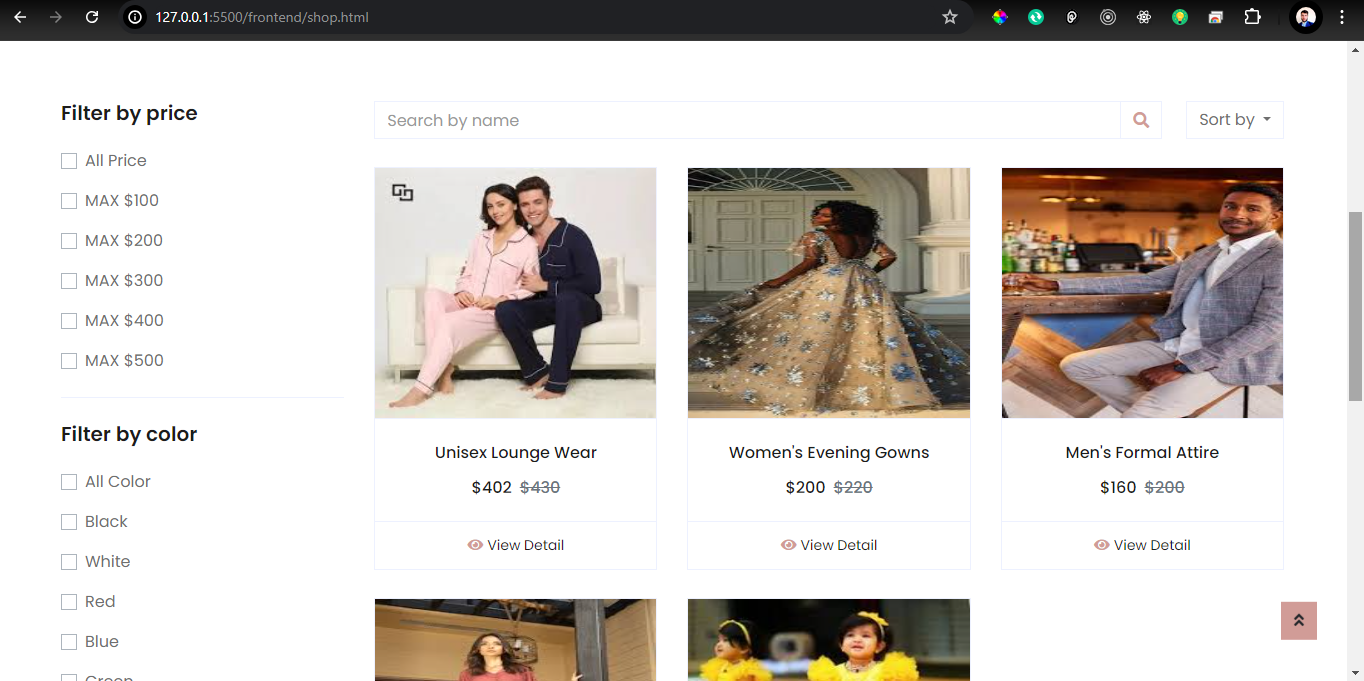 127.0.0.1:5500/frontend/shop.html
Filter by price
All Price
MAX $100
MAX $200
MAX $300
MAX $400
MAX $500
Filter by color
All Color
Black
White
Red
Blue
Green
Search by name
Sort by
Unisex Lounge Wear
$402 $430
View Detail
Women's Evening Gowns
$200 $220
View Detail
Men's Formal Attire
$160 $200
View Detail